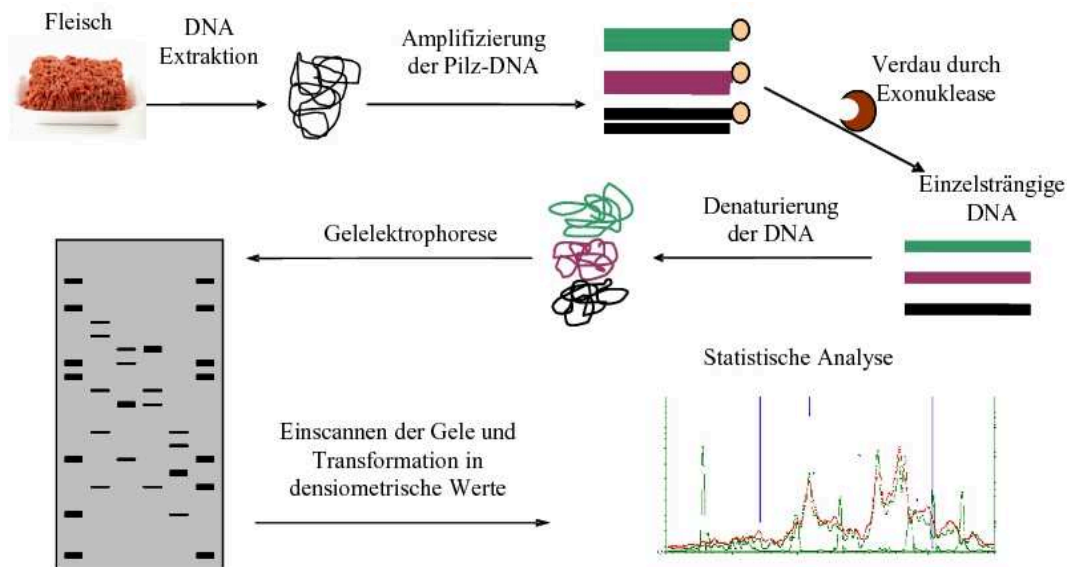 Fleisch
DNA
Extraktion
Amplifizierung
der Pilz-DNA
Verdau durch
Exonuklease
Einzelsträngige
DNA
Denaturierung
der DNA
Gelelektrophorese
Statistische Analyse
Einscannen der Gele und
Transformation in
densiometrische Werte